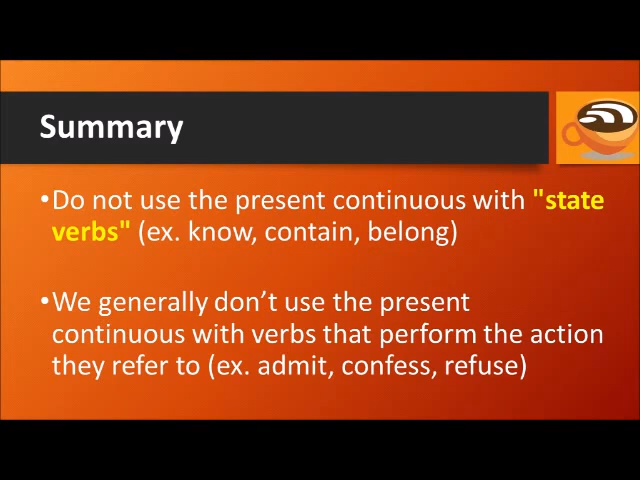 Summary
•Do not use the present continuous with "state
verbs" (ex. know, contain, belong)
•We generally don’t use the present
continuous with verbs that perform the action
they refer to (ex. admit, confess, refuse)